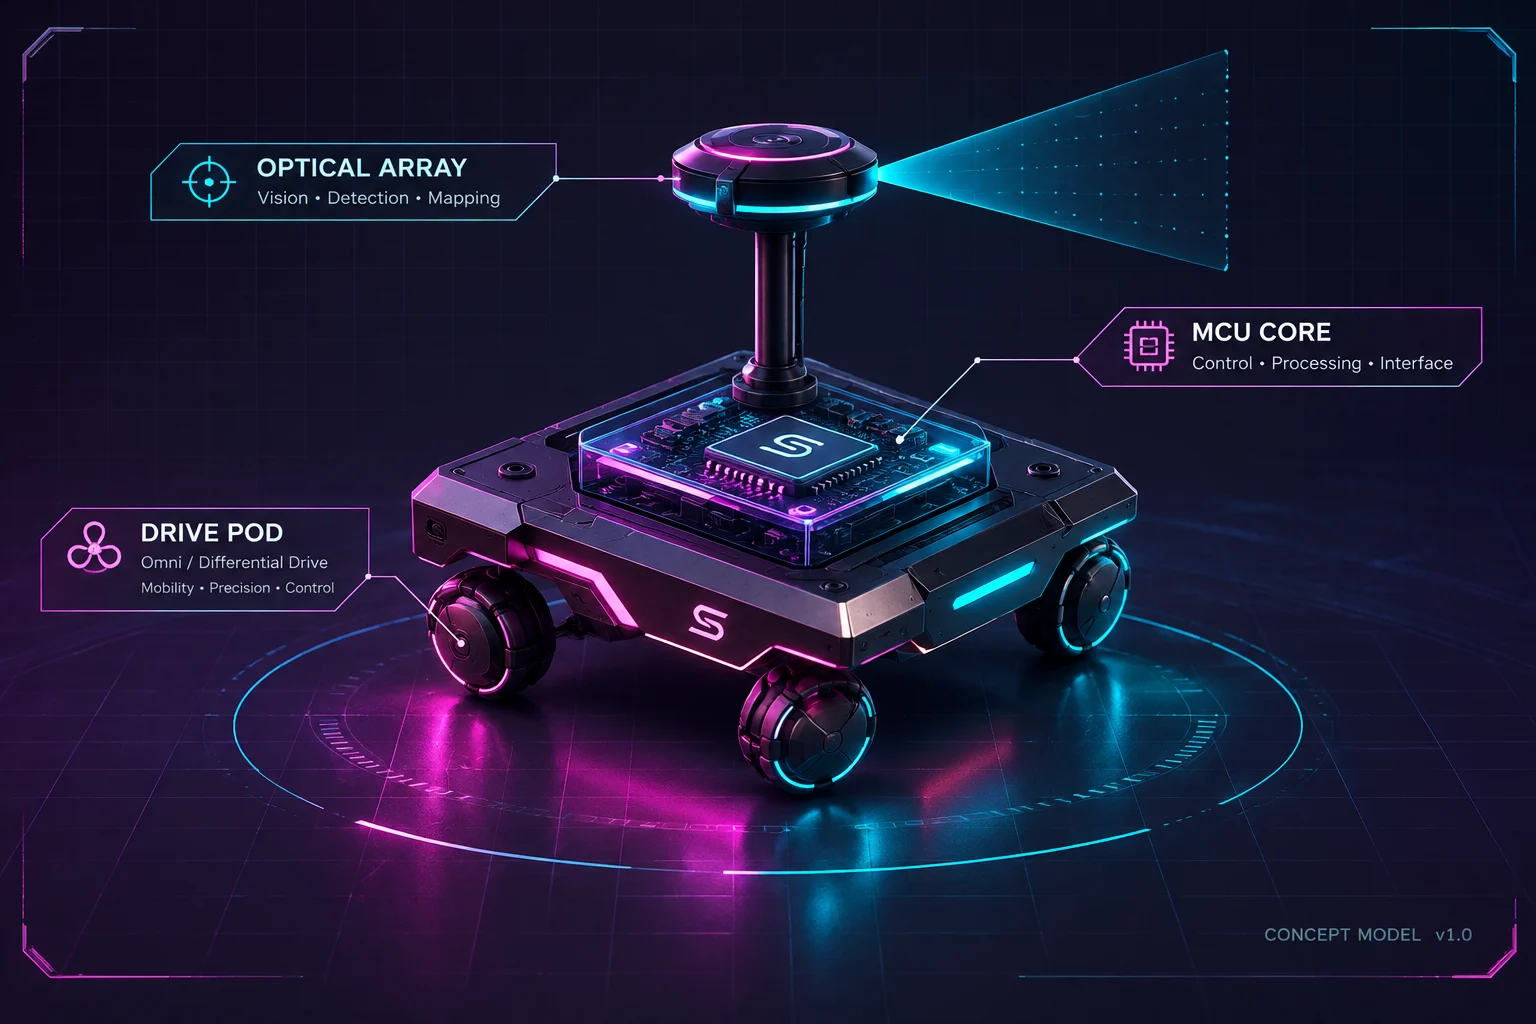 OPTICAL ARRAY
Vision • Detection • Mapping
MCU CORE
Control • Processing • Interface
DRIVE POD
Omni / Differential Drive
Mobility • Precision • Control
S
S
CONCEPT MODEL v1.0